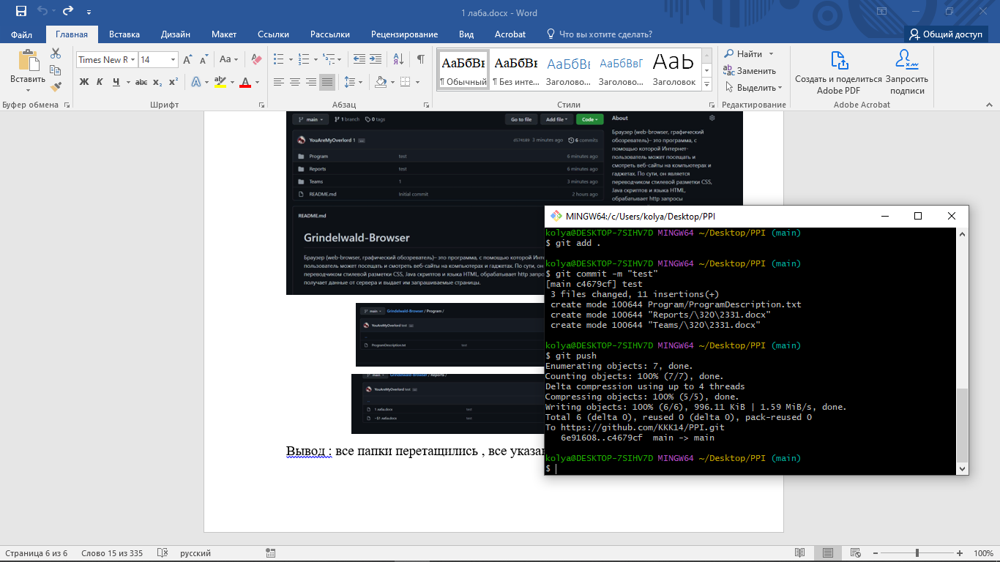 1 лаба.docx - Word
Файл Главная Вставка Дизайн Макет Ссылки Рассылки Рецензирование Вид Acrobat Что вы хотите сделать? Общий доступ
Вставить
Times New R 14
Aa
Ж К Ч abc x₂ x²
АаБбВı АаБбВı АаБбВı АаБбВвГ Aab
¶ Обычный ¶ Без инте... Заголово... Заголово... Заголовок
Найти
Заменить
Выделить
Создать и поделиться Adobe PDF
Запросить подписи
Буфер обмена Шрифт Абзац Стили Редактирование Adobe Acrobat
main 1 branch 0 tags Go to file Add file Code
YouAreMyOverlord 1 d574189 3 minutes ago 6 commits
Program test 6 minutes ago
Reports test 6 minutes ago
Teams 1 3 minutes ago
README.md Initial commit 2 hours ago
About
Браузер (web-browser, графический
обозреватель)– это программа, с
помощью которой Интернет-
пользователь может посещать и
смотреть веб-сайты на компьютерах и
гаджетах. По сути, он является
переводчиком стилевой разметки CSS,
Java скриптов и языка HTML,
обрабатывает http запросы
README.md
Grindelwald-Browser
Браузер (web-browser, графический обозреватель)– это программа, с помощью которой Инте
пользователь может посещать и смотреть веб-сайты на компьютерах и гаджетах. По сути, он
переводчиком стилевой разметки CSS, Java скриптов и языка HTML, обрабатывает http запро
получает данные от сервера и выдает им запрашиваемые страницы.
main Grindelwald-Browser / Program /
YouAreMyOverlord test
ProgramDescription.txt test
main Grindelwald-Browser / Reports /
YouAreMyOverlord test
1 лаба.docx test
~$1 лаба.docx test
Вывод : все папки перетащились , все указан
MINGW64:/c/Users/kolya/Desktop/PPI
kolya@DESKTOP-7SIHV7D MINGW64 ~/Desktop/PPI (main)
$ git add .
kolya@DESKTOP-7SIHV7D MINGW64 ~/Desktop/PPI (main)
$ git commit -m "test"
[main c4679cf] test
3 files changed, 11 insertions(+)
create mode 100644 Program/ProgramDescription.txt
create mode 100644 "Reports/\320\2331.docx"
create mode 100644 "Teams/\320\2331.docx"
kolya@DESKTOP-7SIHV7D MINGW64 ~/Desktop/PPI (main)
$ git push
Enumerating objects: 7, done.
Counting objects: 100% (7/7), done.
Delta compression using up to 4 threads
Compressing objects: 100% (5/5), done.
Writing objects: 100% (6/6), 996.11 KiB | 1.59 MiB/s, done.
Total 6 (delta 0), reused 0 (delta 0), pack-reused 0
To https://github.com/KKK14/PPI.git
6e91608..c4679cf main -> main
kolya@DESKTOP-7SIHV7D MINGW64 ~/Desktop/PPI (main)
$
Страница 6 из 6 Слово 15 из 335 русский 100%